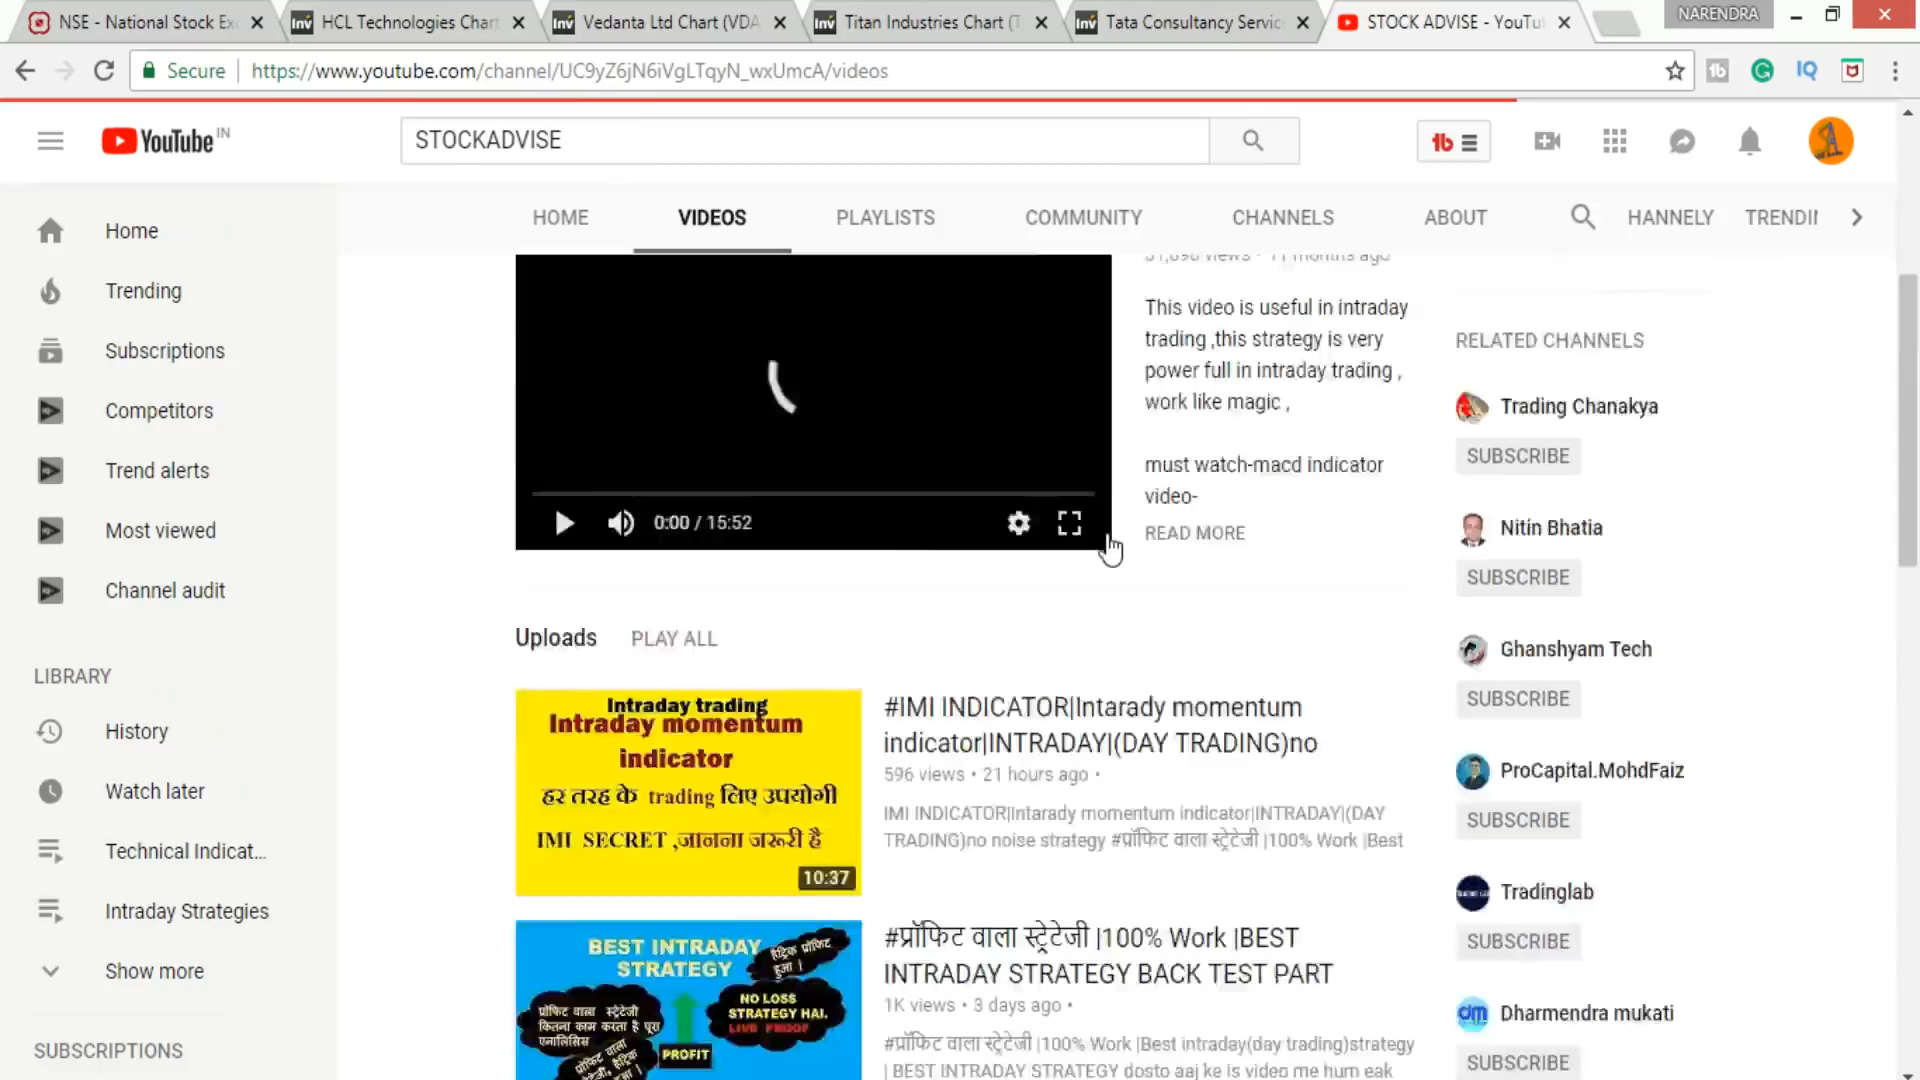 NSE - National Stock Ex
HCL Technologies Chart
Vedanta Ltd Chart (VDA
Titan Industries Chart (T
Tata Consultancy Servic
STOCK ADVISE - YouTu
NARENDRA
Secure
https://www.youtube.com/channel/UC9yZ6jN6iVgLTqyN_wxUmcA/videos
YouTube IN
STOCKADVISE
HOME
VIDEOS
PLAYLISTS
COMMUNITY
CHANNELS
ABOUT
HANNELY
TRENDII
Home
Trending
Subscriptions
Competitors
Trend alerts
Most viewed
Channel audit
LIBRARY
History
Watch later
Technical Indicat...
Intraday Strategies
Show more
SUBSCRIPTIONS
0:00 / 15:52
views • 11 months ago
This video is useful in intraday
trading ,this strategy is very
power full in intraday trading ,
work like magic ,
must watch-macd indicator
video-
READ MORE
Uploads
PLAY ALL
Intraday trading
Intraday momentum
indicator
हर तरह के trading लिए उपयोगी
IMI SECRET ,जानना जरूरी है
10:37
#IMI INDICATOR|Intarady momentum
indicator|INTRADAY|(DAY TRADING)no
596 views • 21 hours ago •
IMI INDICATOR|Intarady momentum indicator|INTRADAY|(DAY
TRADING)no noise strategy #प्रॉफिट वाला स्ट्रेटेजी |100% Work |Best
BEST INTRADAY
STRATEGY
हैट्रिक प्रॉफिट
हुआ |
प्रॉफिट वाला स्ट्रेटेजी
कितना काम करता है पूरा
एनालिसिस
NO LOSS
STRATEGY HAI.
LIVE PROOF
PROFIT
प्रॉफिट वाला
#प्रॉफिट वाला स्ट्रेटेजी |100% Work |BEST
INTRADAY STRATEGY BACK TEST PART
1K views • 3 days ago •
#प्रॉफिट वाला स्ट्रेटेजी |100% Work |Best intraday(day trading)strategy
| BEST INTRADAY STRATEGY dosto aaj ke is video me hum eak
RELATED CHANNELS
Trading Chanakya
SUBSCRIBE
Nitin Bhatia
SUBSCRIBE
Ghanshyam Tech
SUBSCRIBE
ProCapital.MohdFaiz
SUBSCRIBE
Tradinglab
SUBSCRIBE
Dharmendra mukati
SUBSCRIBE